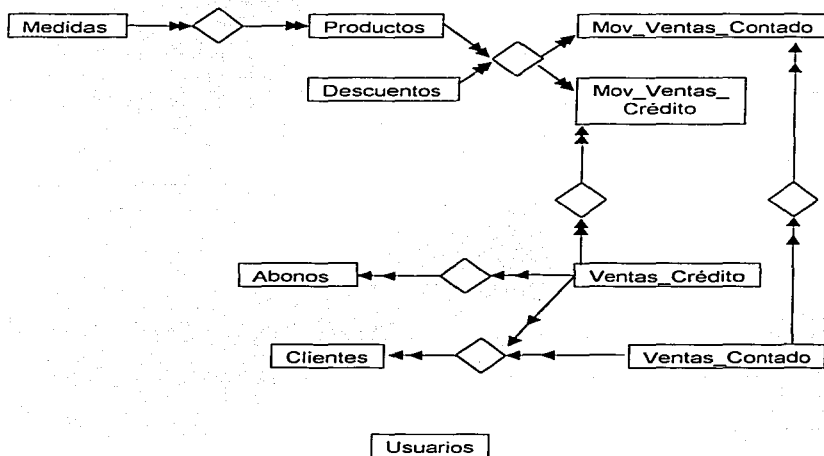 Medidas
Productos
Mov_Ventas_Contado
Descuentos
Mov_Ventas_
Crédito
Abonos
Ventas_Crédito
Clientes
Ventas_Contado
Usuarios